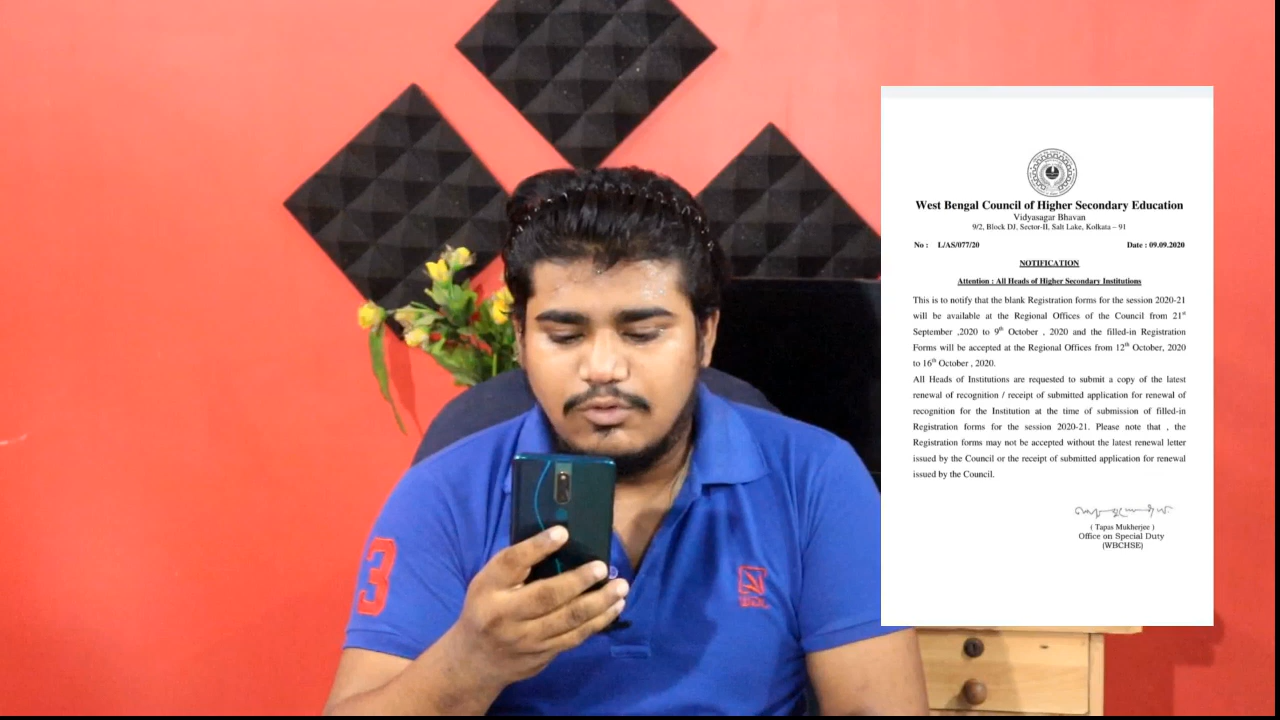 West Bengal Council of Higher Secondary Education
Vidyasagar Bhavan
9/2, Block DJ, Sector-II, Salt Lake, Kolkata – 91
No : L/AS/077/20 Date : 09.09.2020
NOTIFICATION
Attention : All Heads of Higher Secondary Institutions
This is to notify that the blank Registration forms for the session 2020-21
will be available at the Regional Offices of the Council from 21st
September ,2020 to 9th October , 2020 and the filled-in Registration
Forms will be accepted at the Regional Offices from 12th October, 2020
to 16th October , 2020.
All Heads of Institutions are requested to submit a copy of the latest
renewal of recognition / receipt of submitted application for renewal of
recognition for the Institution at the time of submission of filled-in
Registration forms for the session 2020-21. Please note that , the
Registration forms may not be accepted without the latest renewal letter
issued by the Council or the receipt of submitted application for renewal
issued by the Council.
( Tapas Mukherjee )
Office on Special Duty
(WBCHSE)
3